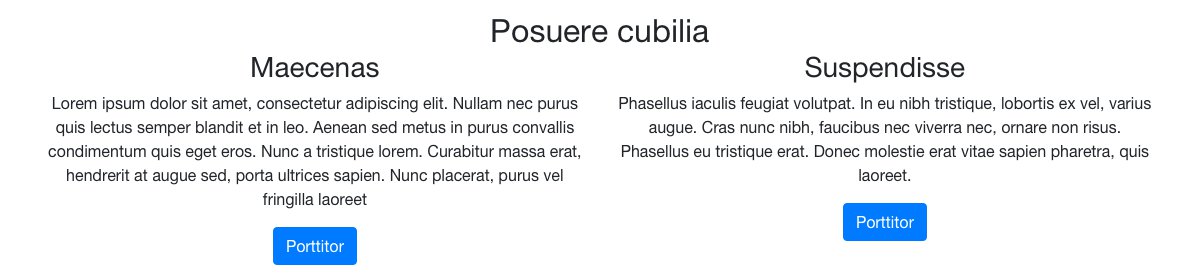 Posuere cubilia
Maecenas
Lorem ipsum dolor sit amet, consectetur adipiscing elit. Nullam nec purus
quis lectus semper blandit et in leo. Aenean sed metus in purus convallis
condimentum quis eget eros. Nunc a tristique lorem. Curabitur massa erat,
hendrerit at augue sed, porta ultrices sapien. Nunc placerat, purus vel
fringilla laoreet
Porttitor
Suspendisse
Phasellus iaculis feugiat volutpat. In eu nibh tristique, lobortis ex vel, varius
augue. Cras nunc nibh, faucibus nec viverra nec, ornare non risus.
Phasellus eu tristique erat. Donec molestie erat vitae sapien pharetra, quis
laoreet.
Porttitor